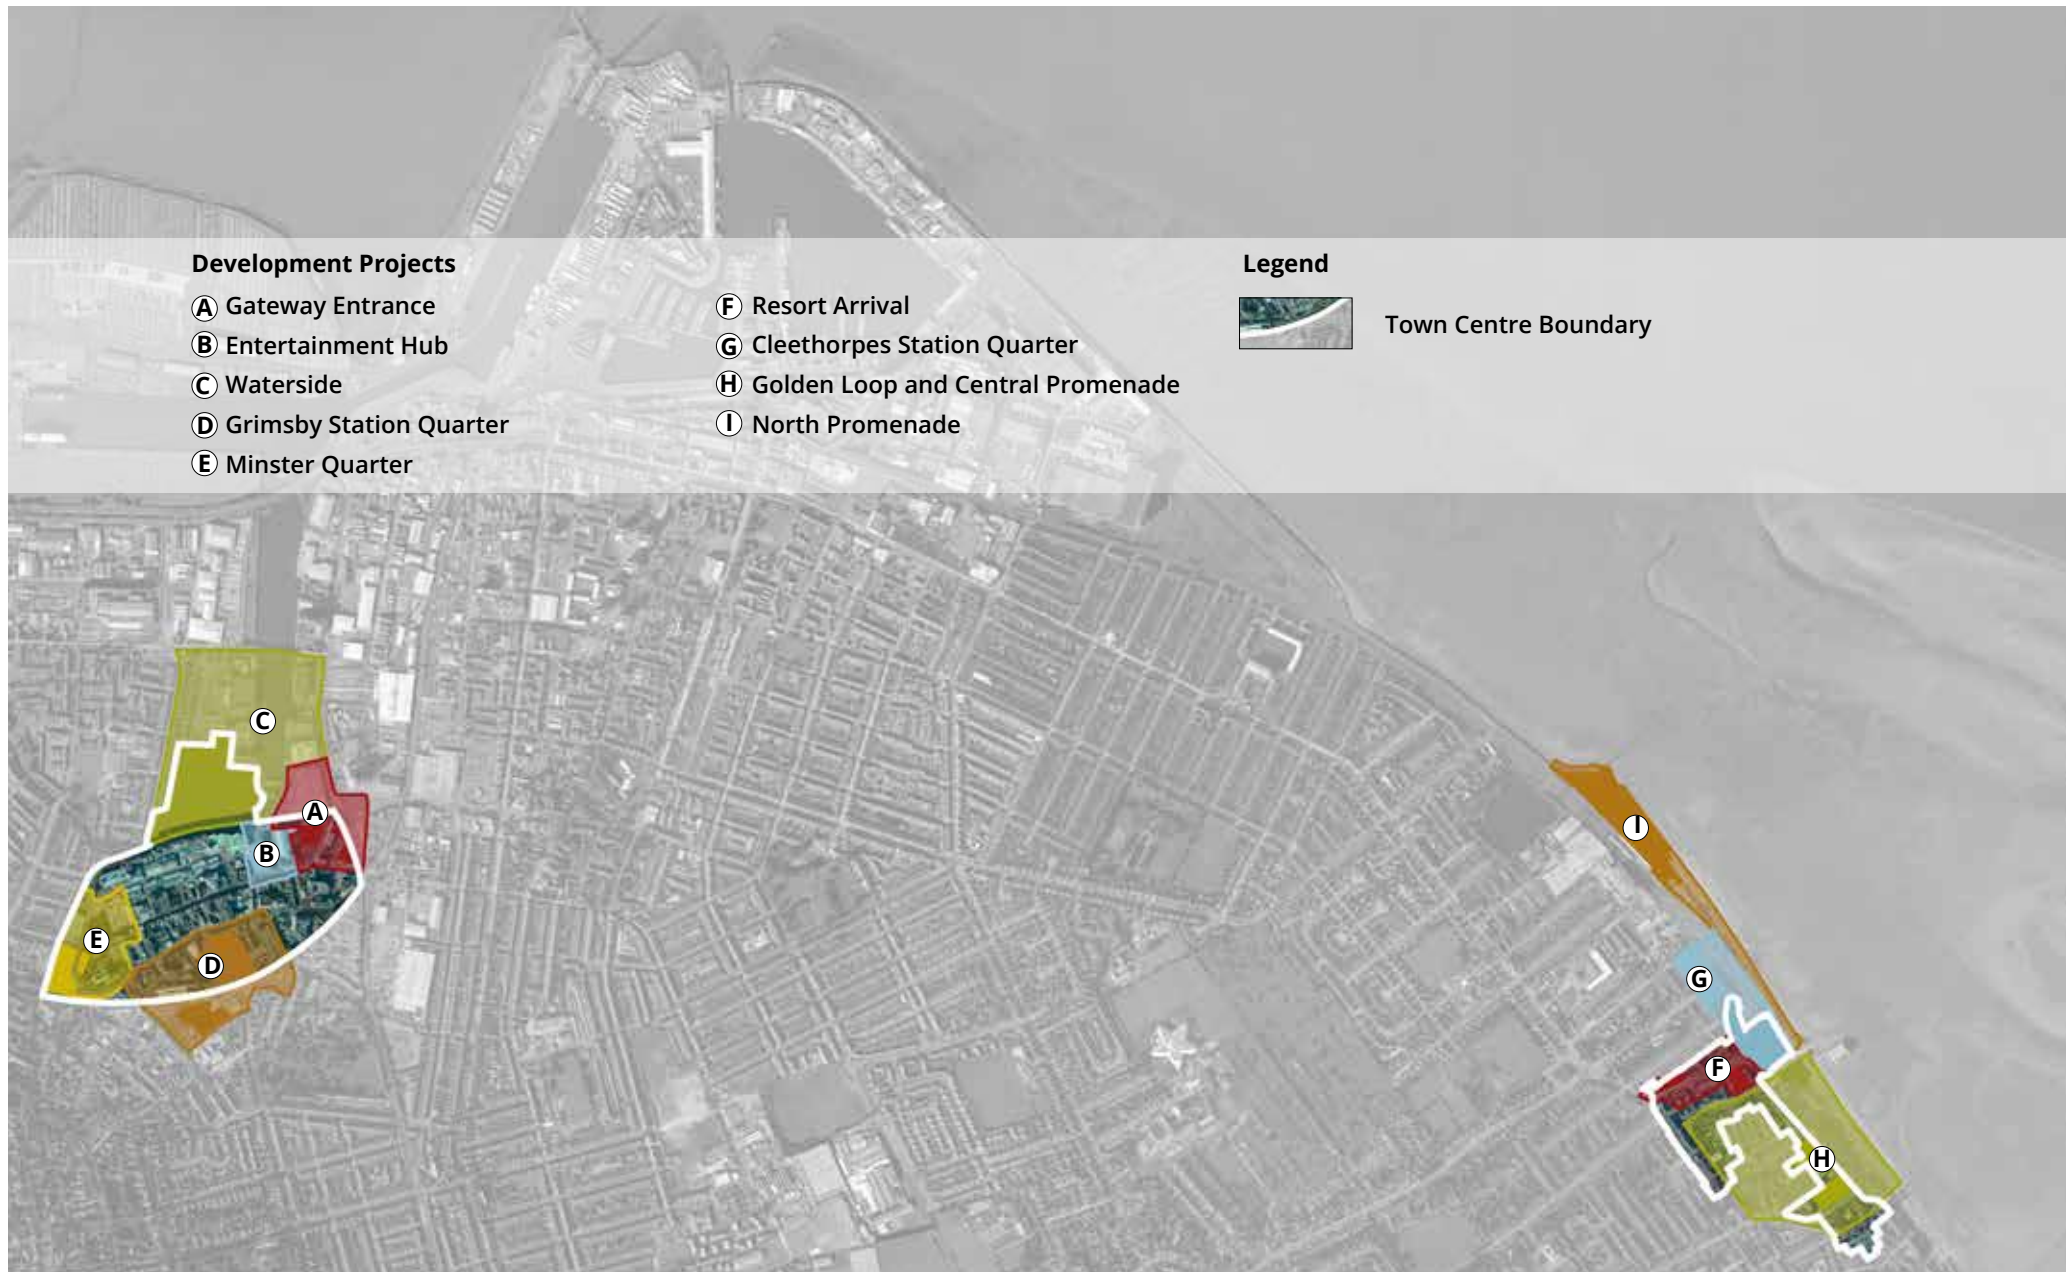 Development Projects
A Gateway Entrance
B Entertainment Hub
C Waterside
D Grimsby Station Quarter
E Minster Quarter
F Resort Arrival
G Cleethorpes Station Quarter
H Golden Loop and Central Promenade
I North Promenade
Legend
Town Centre Boundary
C
A
B
E
D
I
G
F
H